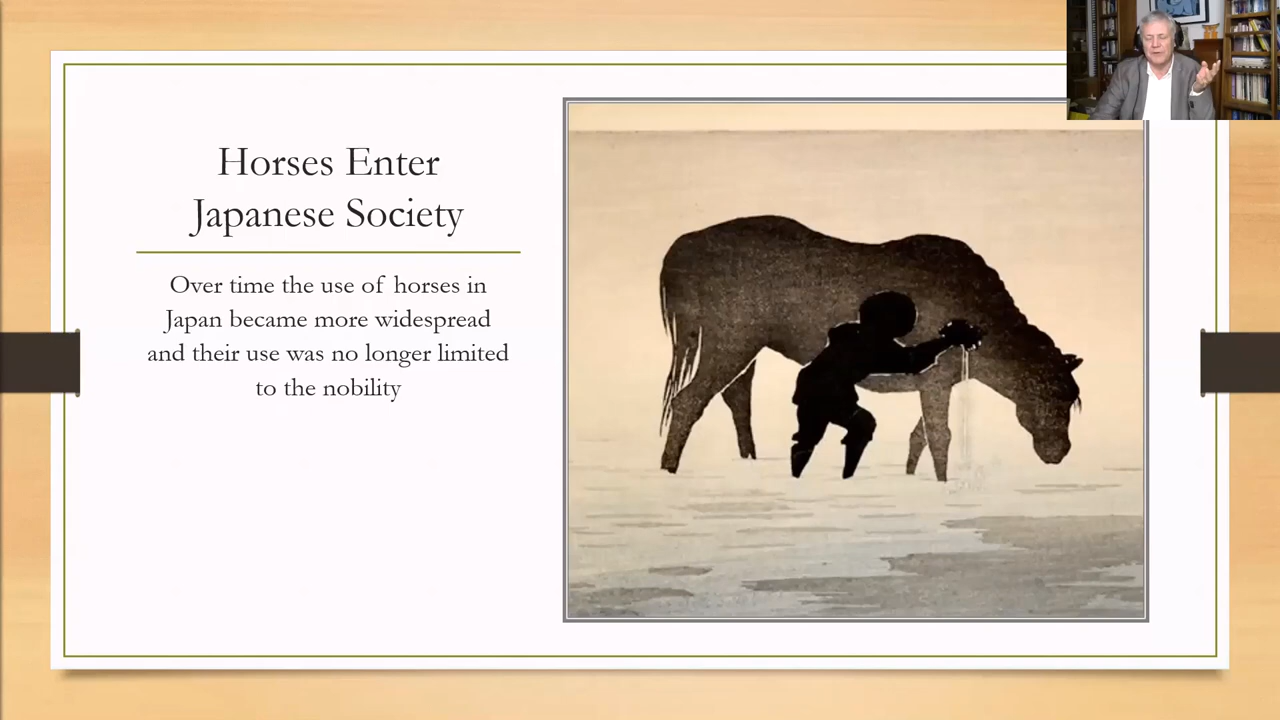 Horses Enter
Japanese Society
Over time the use of horses in
Japan became more widespread
and their use was no longer limited
to the nobility